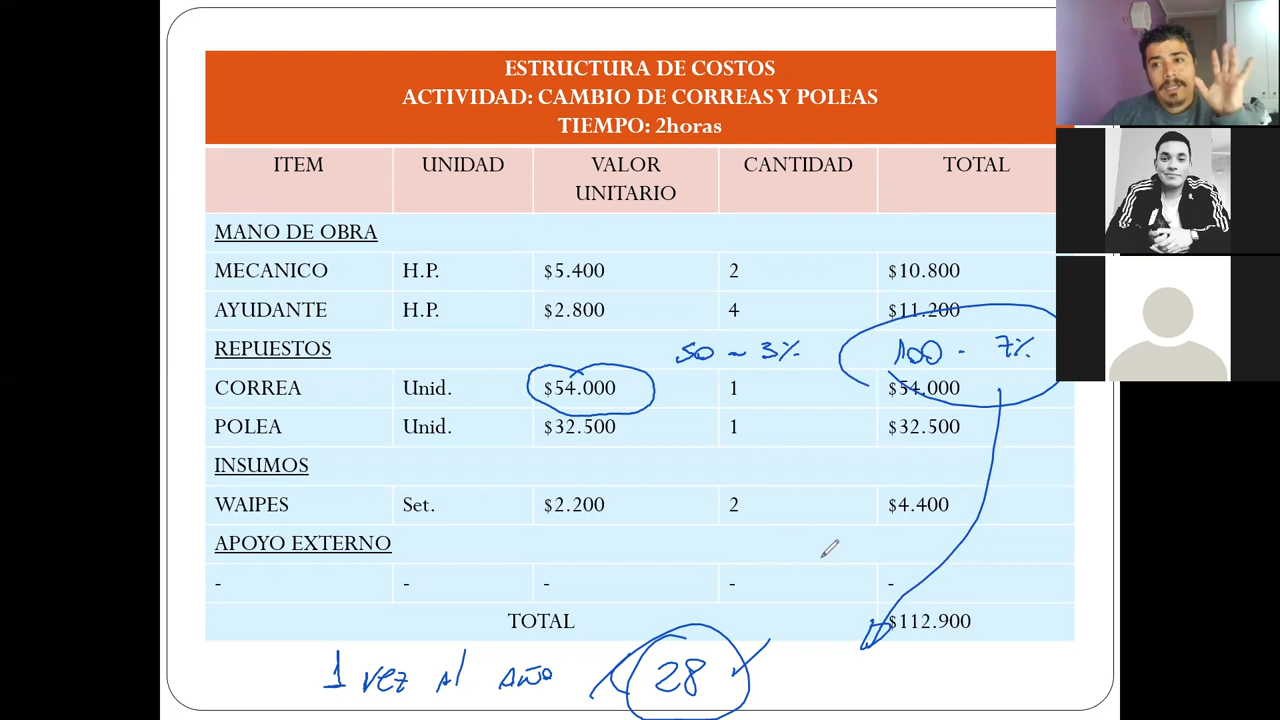 ESTRUCTURA DE COSTOS
ACTIVIDAD: CAMBIO DE CORREAS Y POLEAS
TIEMPO: 2horas
ITEM UNIDAD VALOR UNITARIO CANTIDAD TOTAL
MANO DE OBRA
MECANICO H.P. $5.400 2 $10.800
AYUDANTE H.P. $2.800 4 $11.200
REPUESTOS 50 - 3% 100 - 7%
CORREA Unid. $54.000 1 $54.000
POLEA Unid. $32.500 1 $32.500
INSUMOS
WAIPES Set. $2.200 2 $4.400
APOYO EXTERNO
- - - - -
TOTAL $112.900
1 vez al año 28